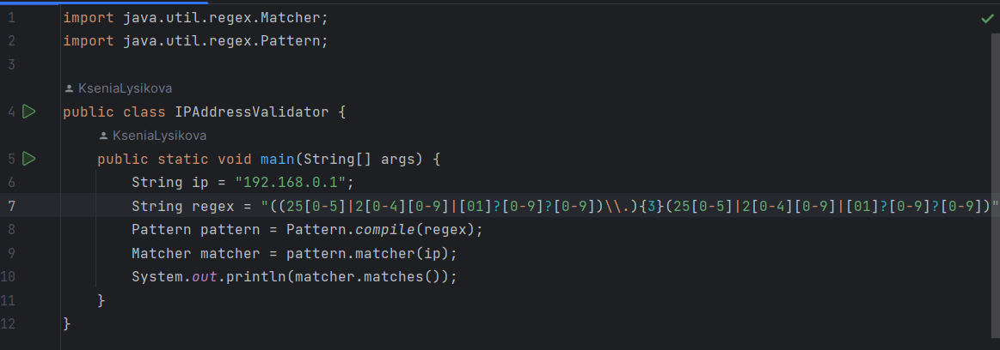 1 import java.util.regex.Matcher;
2 import java.util.regex.Pattern;
3
KseniaLysikova
4 public class IPAddressValidator {
KseniaLysikova
5     public static void main(String[] args) {
6         String ip = "192.168.0.1";
7         String regex = "((25[0-5]|2[0-4][0-9]|[01]?[0-9]?[0-9])\\.){3}(25[0-5]|2[0-4][0-9]|[01]?[0-9]?[0-9])"
8         Pattern pattern = Pattern.compile(regex);
9         Matcher matcher = pattern.matcher(ip);
10         System.out.println(matcher.matches());
11     }
12 }